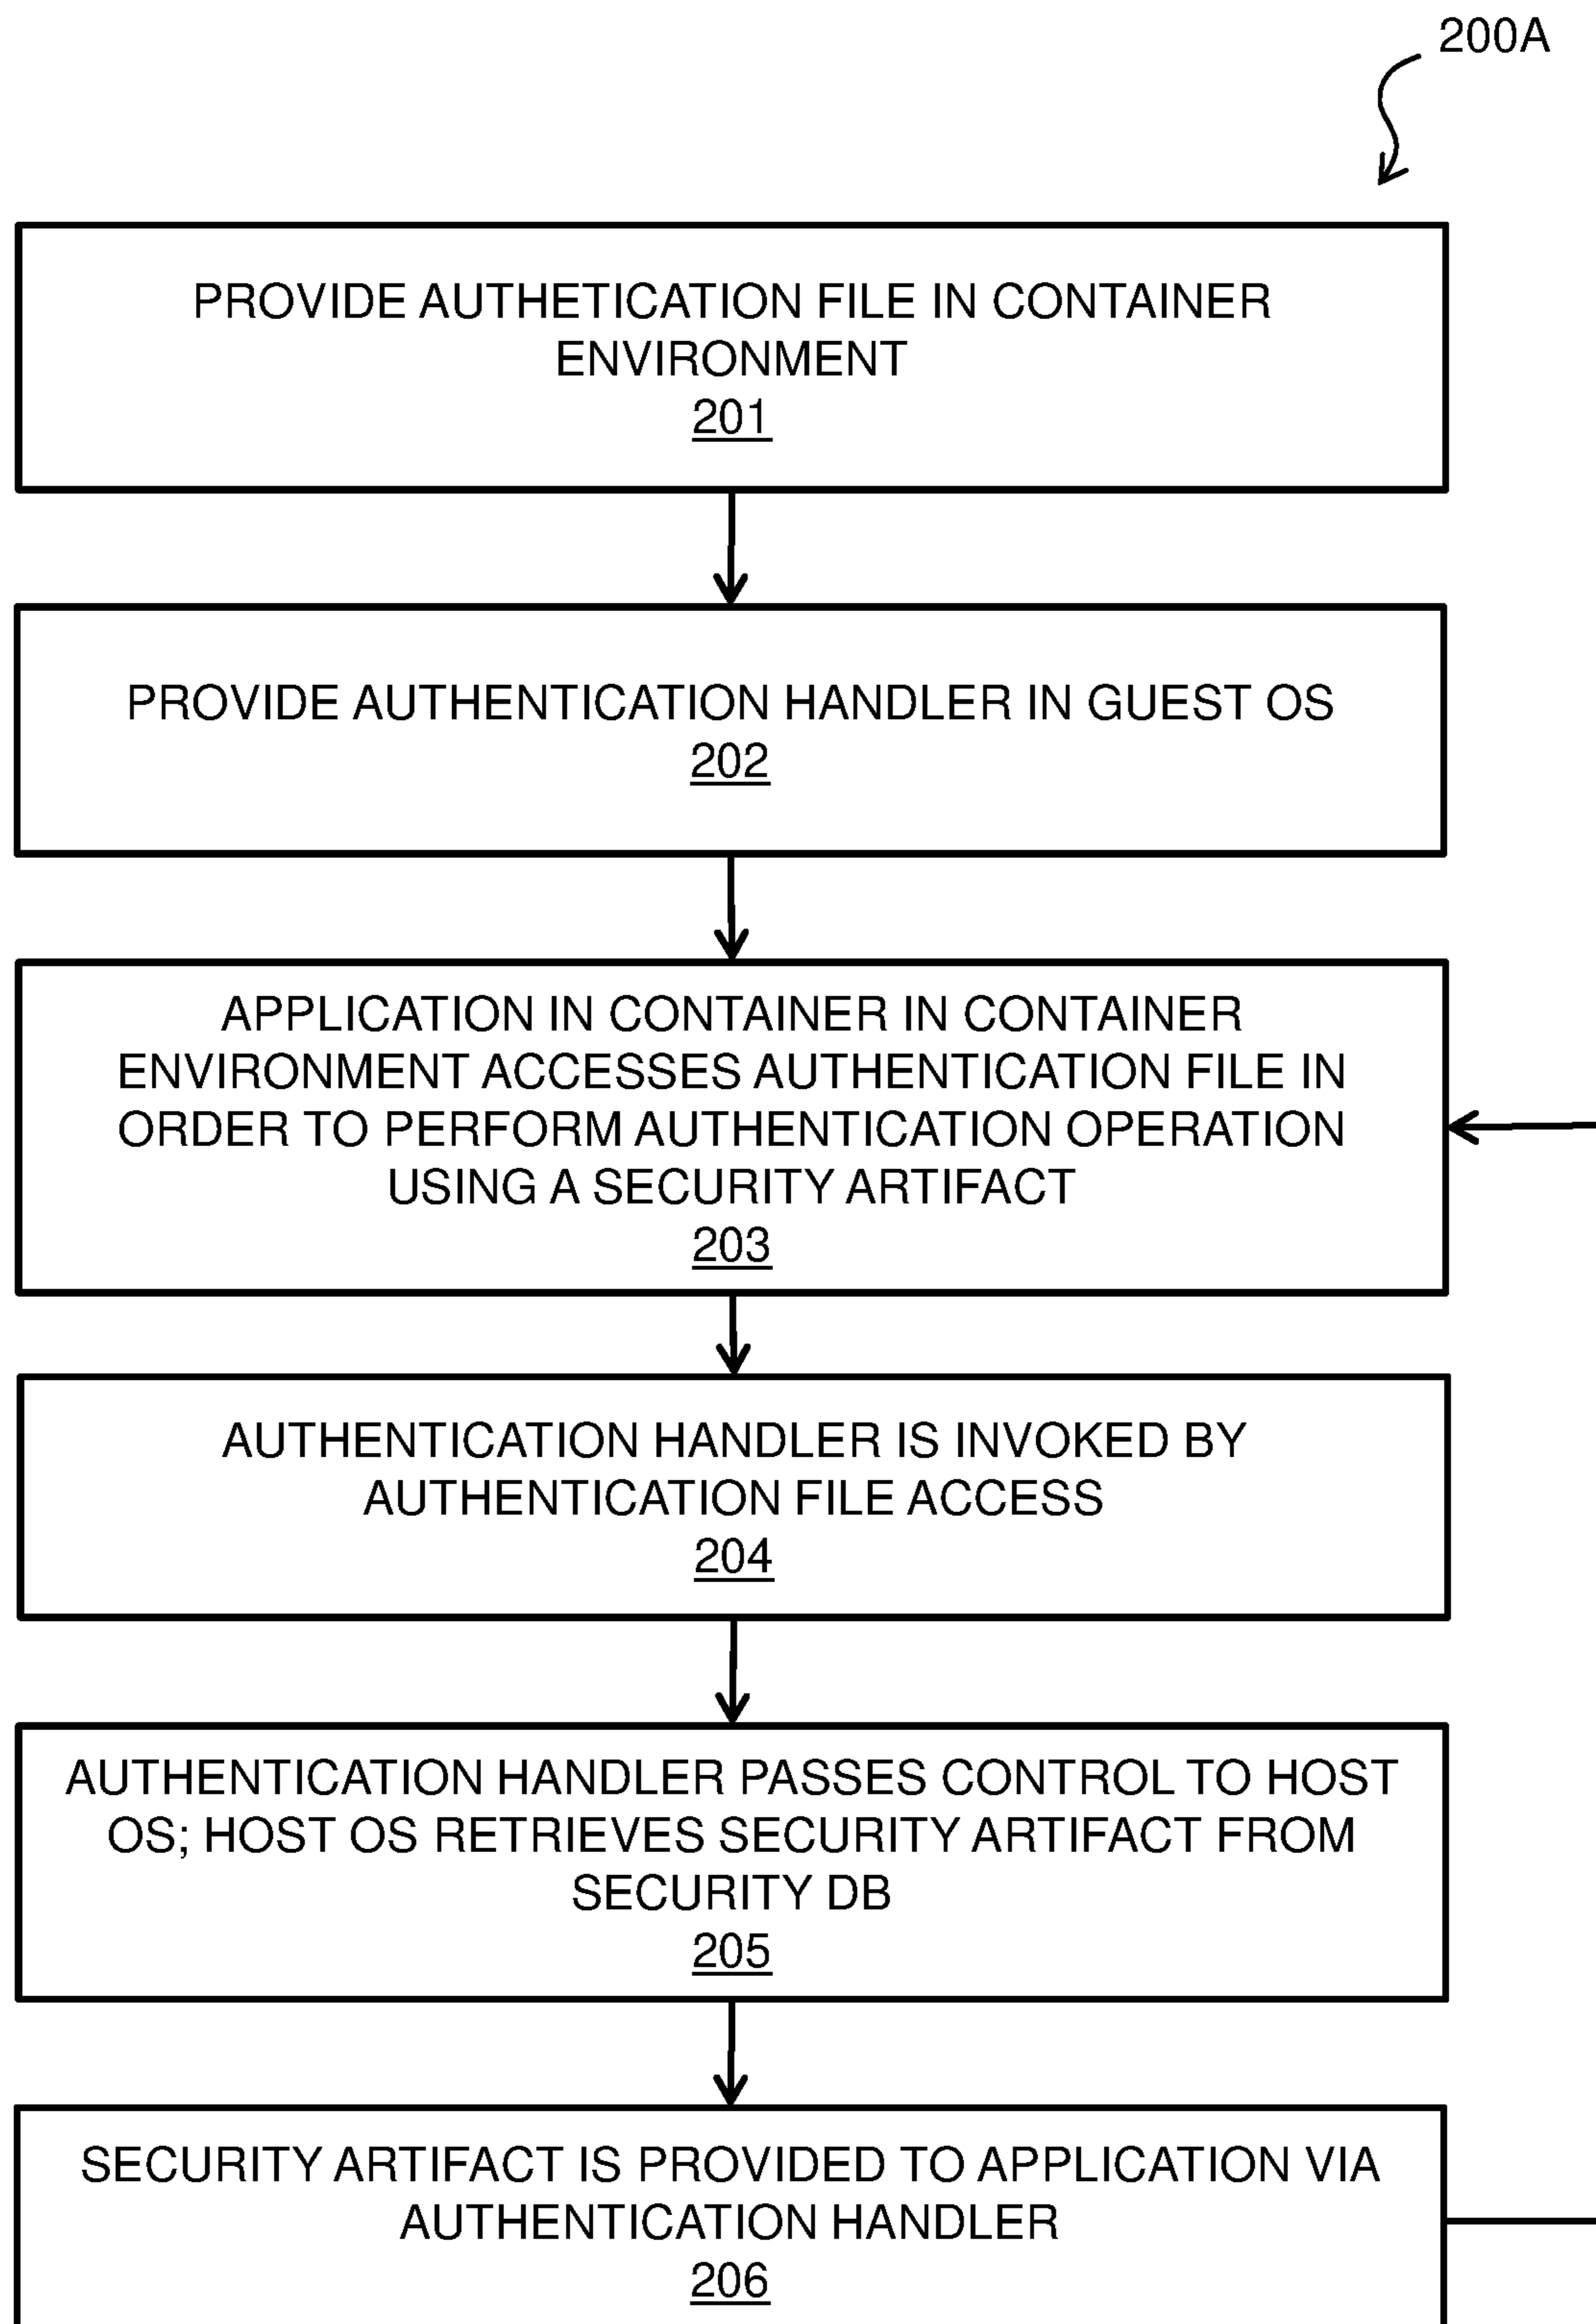 200A
PROVIDE AUTHETICATION FILE IN CONTAINER
ENVIRONMENT
201
PROVIDE AUTHENTICATION HANDLER IN GUEST OS
202
APPLICATION IN CONTAINER IN CONTAINER
ENVIRONMENT ACCESSES AUTHENTICATION FILE IN
ORDER TO PERFORM AUTHENTICATION OPERATION
USING A SECURITY ARTIFACT
203
AUTHENTICATION HANDLER IS INVOKED BY
AUTHENTICATION FILE ACCESS
204
AUTHENTICATION HANDLER PASSES CONTROL TO HOST
OS; HOST OS RETRIEVES SECURITY ARTIFACT FROM
SECURITY DB
205
SECURITY ARTIFACT IS PROVIDED TO APPLICATION VIA
AUTHENTICATION HANDLER
206